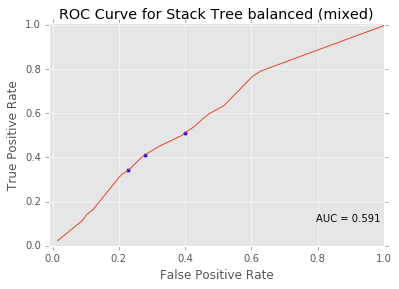 ROC Curve for Stack Tree balanced (mixed)
True Positive Rate
1.0
0.8
0.6
0.4
0.2
0.0
AUC = 0.591
0.0 0.2 0.4 0.6 0.8 1.0
False Positive Rate